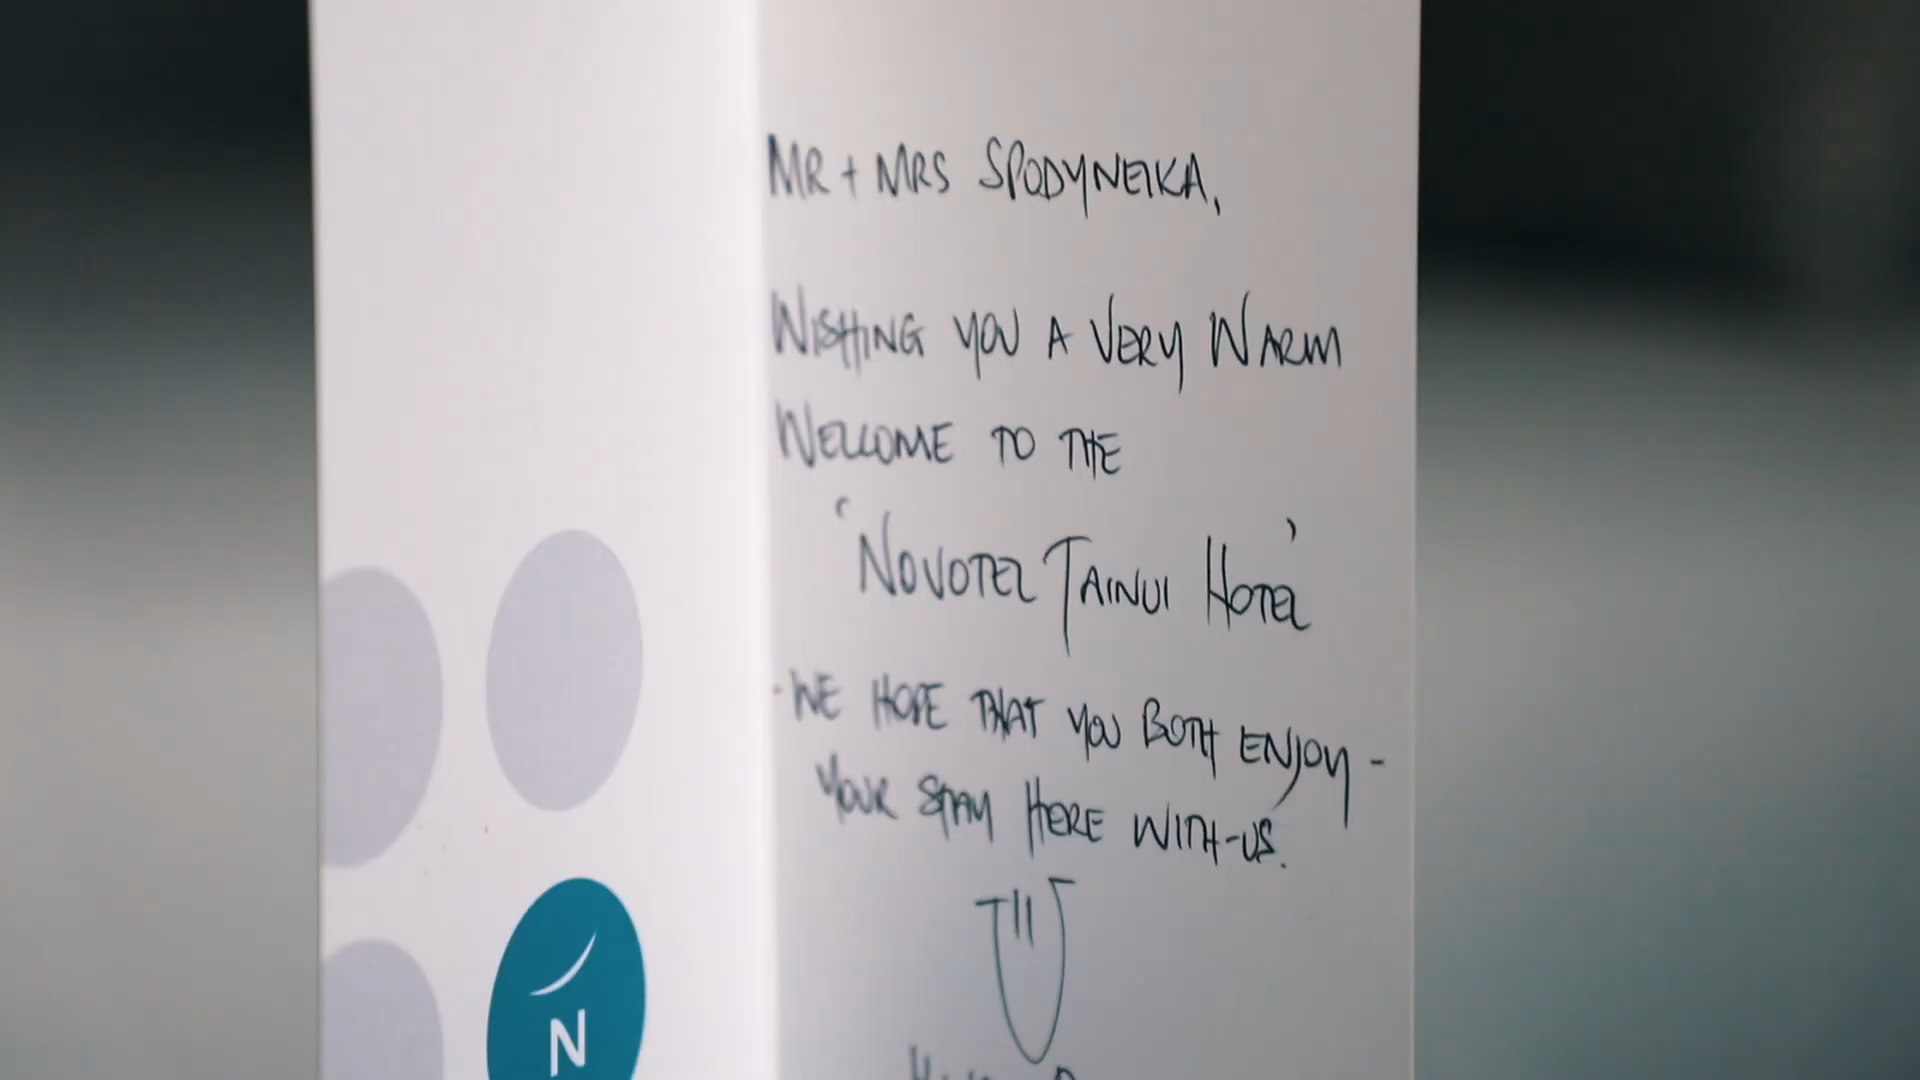 MR + MRS SPODYNEIKA,
WISHING YOU A VERY WARM
WELCOME TO THE
'NOVOTEL TAINUI HOTEL'
- WE HOPE THAT YOU BOTH ENJOY -
YOUR STAY HERE WITH-US.
N